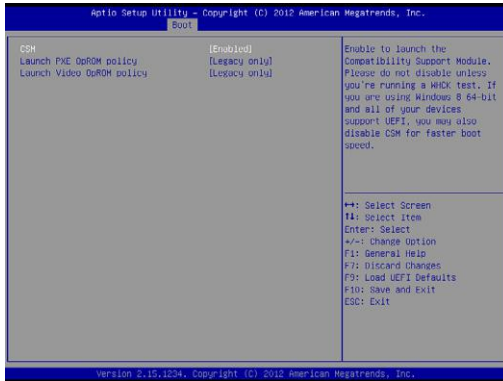 Aptio Setup Utility - Copyright (C) 2012 American Megatrends, Inc.
Boot
CSM [Enabled]
Launch PXE OpROM policy [Legacy only]
Launch Video OpROM policy [Legacy only]
Enable to launch the
Compatibility Support Module.
Please do not disable unless
you're running a WHCK test. If
you are using Windows 8 64-bit
and all of your devices
support UEFI, you may also
disable CSM for faster boot
speed.
↔: Select Screen
↑↓: Select Item
Enter: Select
+/-: Change Option
F1: General Help
F7: Discard Changes
F9: Load UEFI Defaults
F10: Save and Exit
ESC: Exit
Version 2.15.1234. Copyright (C) 2012 American Megatrends, Inc.